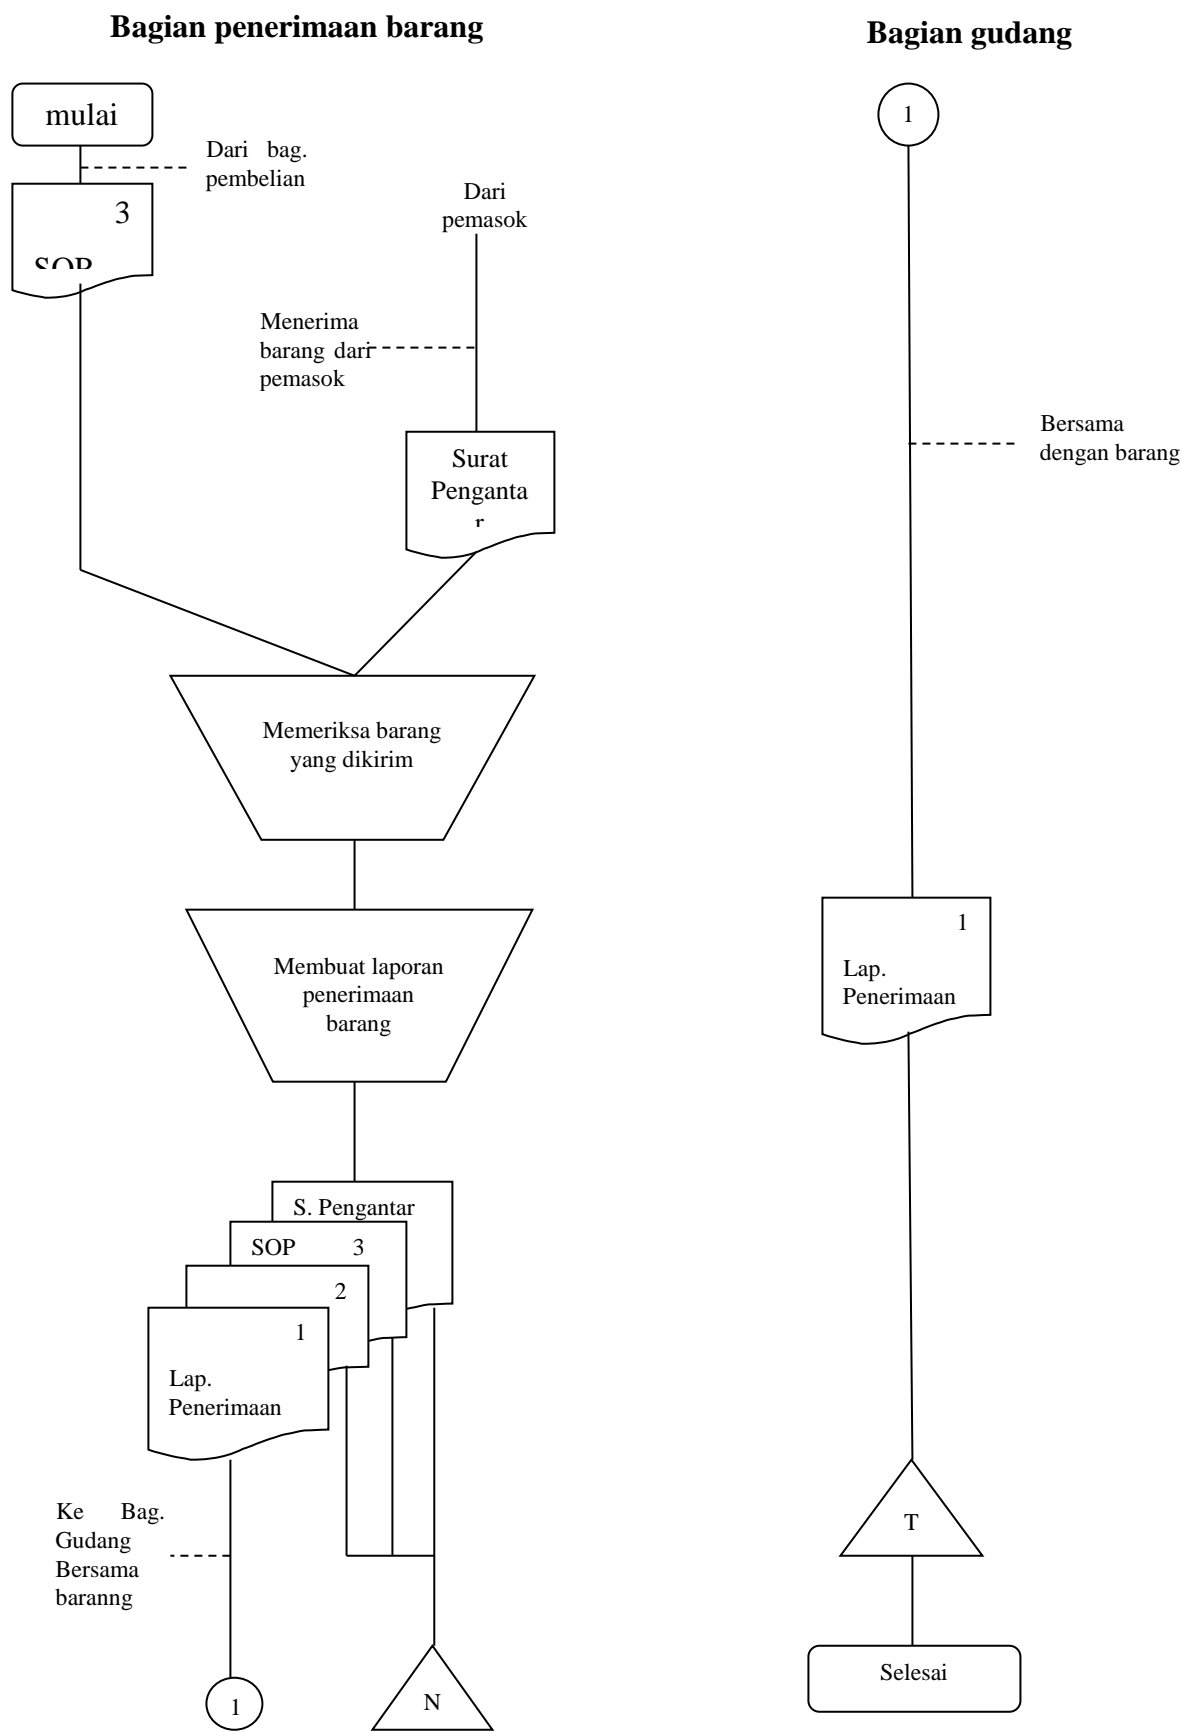 Bagian penerimaan barang
mulai
Dari bag.
pembelian
3
SOP
Dari
pemasok
Menerima
barang dari
pemasok
Surat
Penganta
r
Memeriksa barang
yang dikirim
Membuat laporan
penerimaan
barang
S. Pengantar
SOP 3
2
1
Lap.
Penerimaan
Ke Bag.
Gudang
Bersama
baranng
1
N
Bagian gudang
1
Bersama
dengan barang
1
Lap.
Penerimaan
T
Selesai